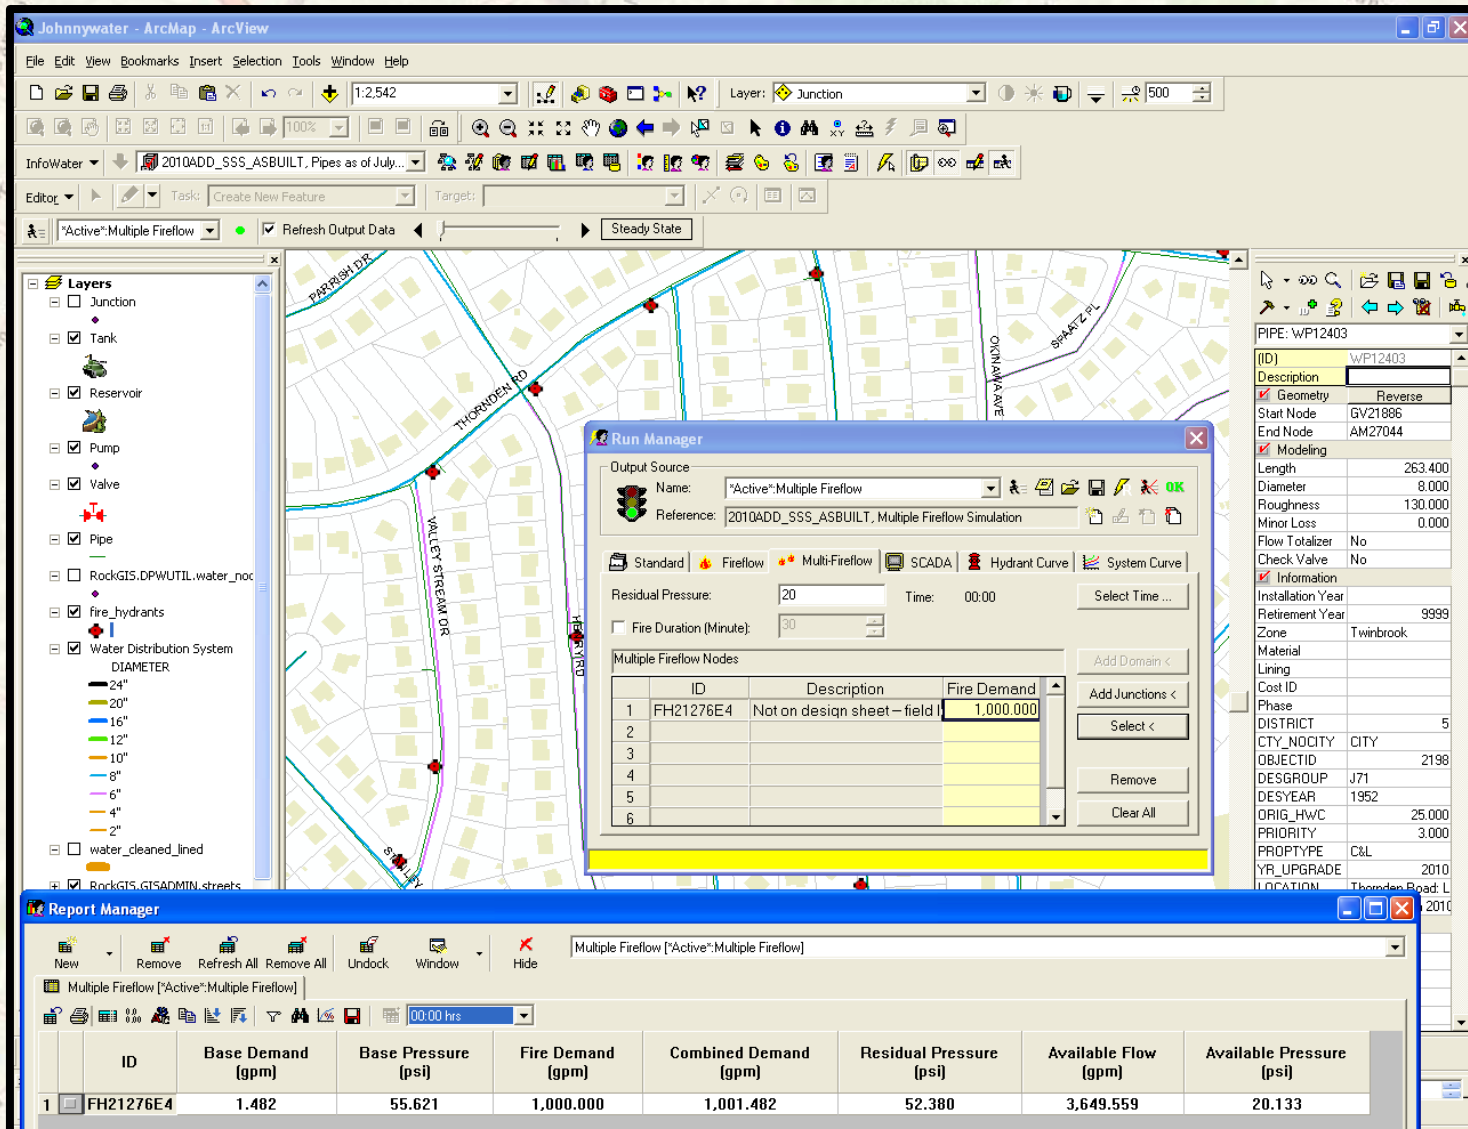 Johnnywater - ArcMap - ArcView
File Edit View Bookmarks Insert Selection Tools Window Help
1:2,542 Layer: Junction 500
100%
InfoWater 2010ADD_SSS_ASBUILT, Pipes as of July...
Editor Task: Create New Feature Target:
*Active*:Multiple Fireflow Refresh Output Data Steady State
Layers
Junction
Tank
Reservoir
Pump
Valve
Pipe
RockGIS.DPWUTIL.water_noc
fire_hydrants
Water Distribution System
DIAMETER
24"
20"
16"
12"
10"
8"
6"
4"
2"
water_cleaned_lined
RockGIS.GISADMIN.streets
PARRISH DR
THORNDEN RD
VALLEY STREAM DR
HENRY RD
OKINAWA AVE
SPAATZ PL
STANLEY
Run Manager
Output Source
Name: *Active*:Multiple Fireflow OK
Reference: 2010ADD_SSS_ASBUILT, Multiple Fireflow Simulation
Standard Fireflow Multi-Fireflow SCADA Hydrant Curve System Curve
Residual Pressure: 20 Time: 00:00 Select Time ...
Fire Duration (Minute): 30
Multiple Fireflow Nodes Add Domain <
ID Description Fire Demand
1 FH21276E4 Not on design sheet – field 1,000.000
2
3
4
5
6
Add Junctions <
Select <
Remove
Clear All
PIPE: WP12403
(ID) WP12403
Description
Geometry Reverse
Start Node GV21886
End Node AM27044
Modeling
Length 263.400
Diameter 8.000
Roughness 130.000
Minor Loss 0.000
Flow Totalizer No
Check Valve No
Information
Installation Year
Retirement Year 9999
Zone Twinbrook
Material
Lining
Cost ID
Phase
DISTRICT 5
CTY_NOCITY CITY
OBJECTID 2198
DESGROUP J71
DESYEAR 1952
ORIG_HWC 25.000
PRIORITY 3.000
PROPTYPE C&L
YR_UPGRADE 2010
LOCATION Thornden Road: L
2010
Report Manager
New Remove Refresh All Remove All Undock Window Hide Multiple Fireflow [*Active*:Multiple Fireflow]
Multiple Fireflow [*Active*:Multiple Fireflow]
00:00 hrs
ID Base Demand (gpm) Base Pressure (psi) Fire Demand (gpm) Combined Demand (gpm) Residual Pressure (psi) Available Flow (gpm) Available Pressure (psi)
1 FH21276E4 1.482 55.621 1,000.000 1,001.482 52.380 3,649.559 20.133